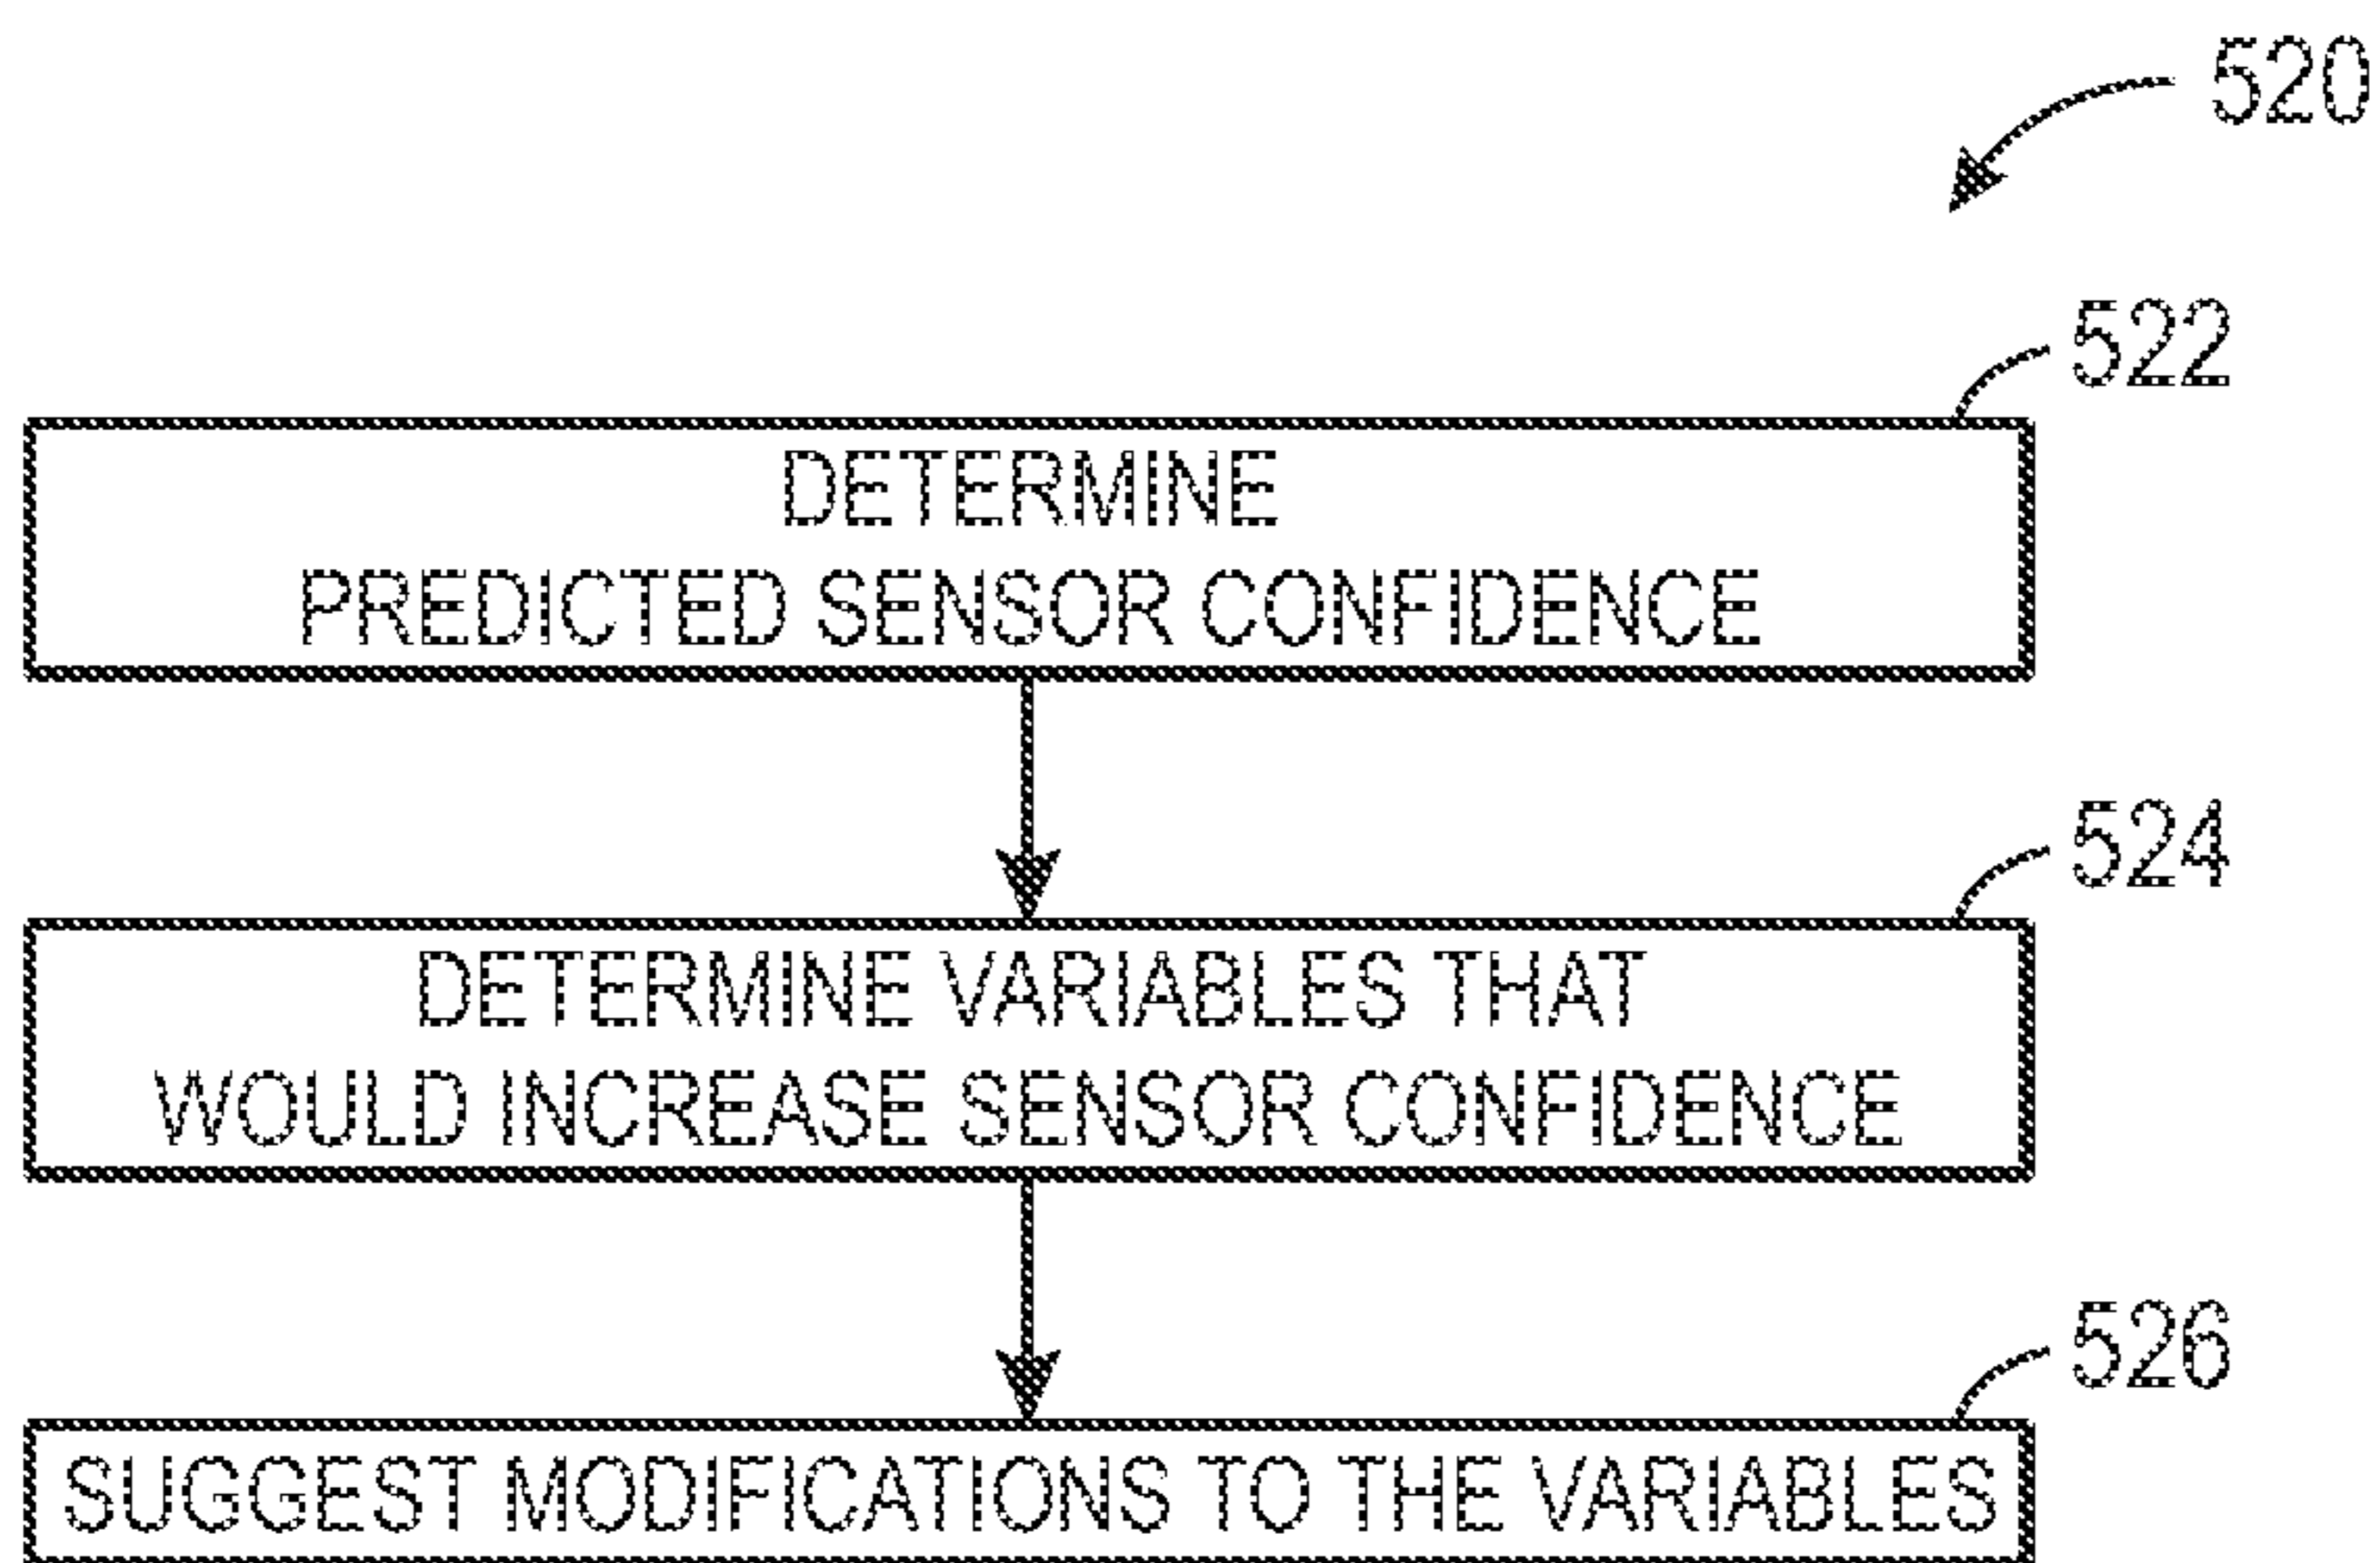 520
522
DETERMINE
PREDICTED SENSOR CONFIDENCE
524
DETERMINE VARIABLES THAT
WOULD INCREASE SENSOR CONFIDENCE
526
SUGGEST MODIFICATIONS TO THE VARIABLES